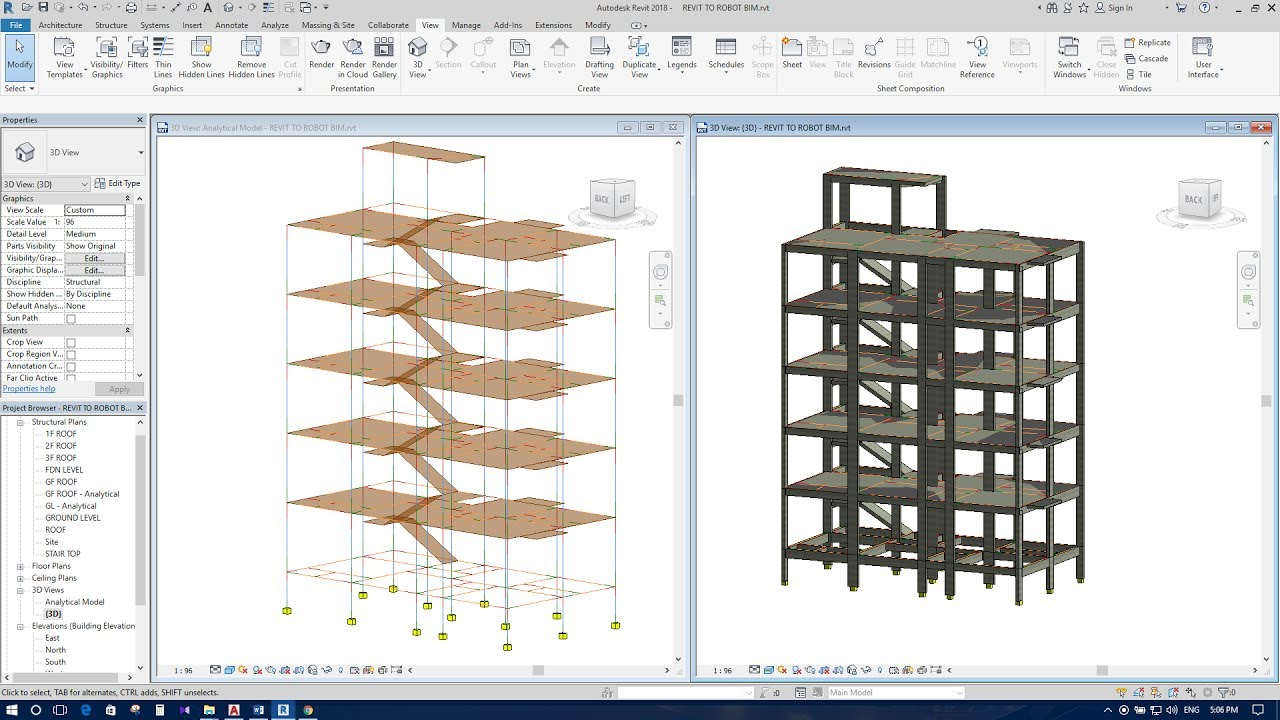 Autodesk Revit 2018 - REVIT TO ROBOT BIM.rvt
Sign In
File Architecture Structure Systems Insert Annotate Analyze Massing & Site Collaborate View Manage Add-Ins Extensions Modify
Modify
View Templates
Visibility/ Graphics
Filters
Thin Lines
Show Hidden Lines
Remove Hidden Lines
Cut Profile
Render
Render in Cloud
Render Gallery
3D View
Section
Callout
Plan Views
Elevation
Drafting View
Duplicate View
Legends
Schedules
Scope Box
Sheet
View
Title Block
Revisions
Guide Grid
Matchline
View Reference
Viewports
Switch Windows
Close Hidden
Replicate
Cascade
Tile
User Interface
Select Graphics Presentation Create Sheet Composition Windows
Properties
3D View
3D View: {3D} Edit Type
Graphics
View Scale Custom
Scale Value 1: 96
Detail Level Medium
Parts Visibility Show Original
Visibility/Grap... Edit...
Graphic Displa... Edit...
Discipline Structural
Show Hidden ... By Discipline
Default Analys... None
Sun Path
Extents
Crop View
Crop Region V...
Annotation Cr...
Far Clip Active
Properties help Apply
Project Browser - REVIT TO ROBOT B...
Structural Plans
1F ROOF
2F ROOF
3F ROOF
FDN LEVEL
GF ROOF
GF ROOF - Analytical
GL - Analytical
GROUND LEVEL
ROOF
Site
STAIR TOP
Floor Plans
Ceiling Plans
3D Views
Analytical Model
{3D}
Elevations (Building Elevation
East
North
South
3D View: Analytical Model - REVIT TO ROBOT BIM.rvt
BACK LEFT
1 : 96
3D View: {3D} - REVIT TO ROBOT BIM.rvt
BACK
1 : 96
Click to select, TAB for alternates, CTRL adds, SHIFT unselects.
:0
Main Model
:0
ENG 5:06 PM